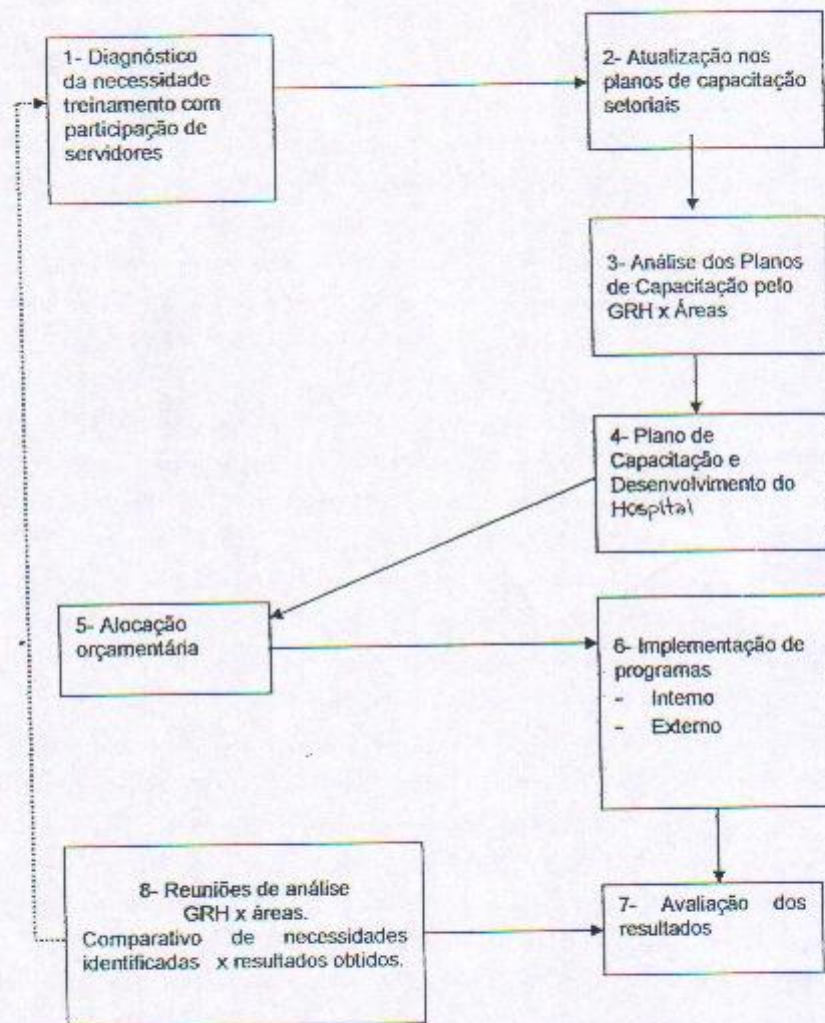 1- Diagnóstico
da necessidade
treinamento com
participação de
servidores
2- Atualização nos
planos de capacitação
setoriais
3- Análise dos Planos
de Capacitação pelo
GRH x Áreas
4- Plano de
Capacitação e
Desenvolvimento do
Hospital
5- Alocação
orçamentária
6- Implementação de
programas
- Interno
- Externo
7- Avaliação dos
resultados
8- Reuniões de análise
GRH x áreas.
Comparativo de necessidades
identificadas x resultados obtidos.